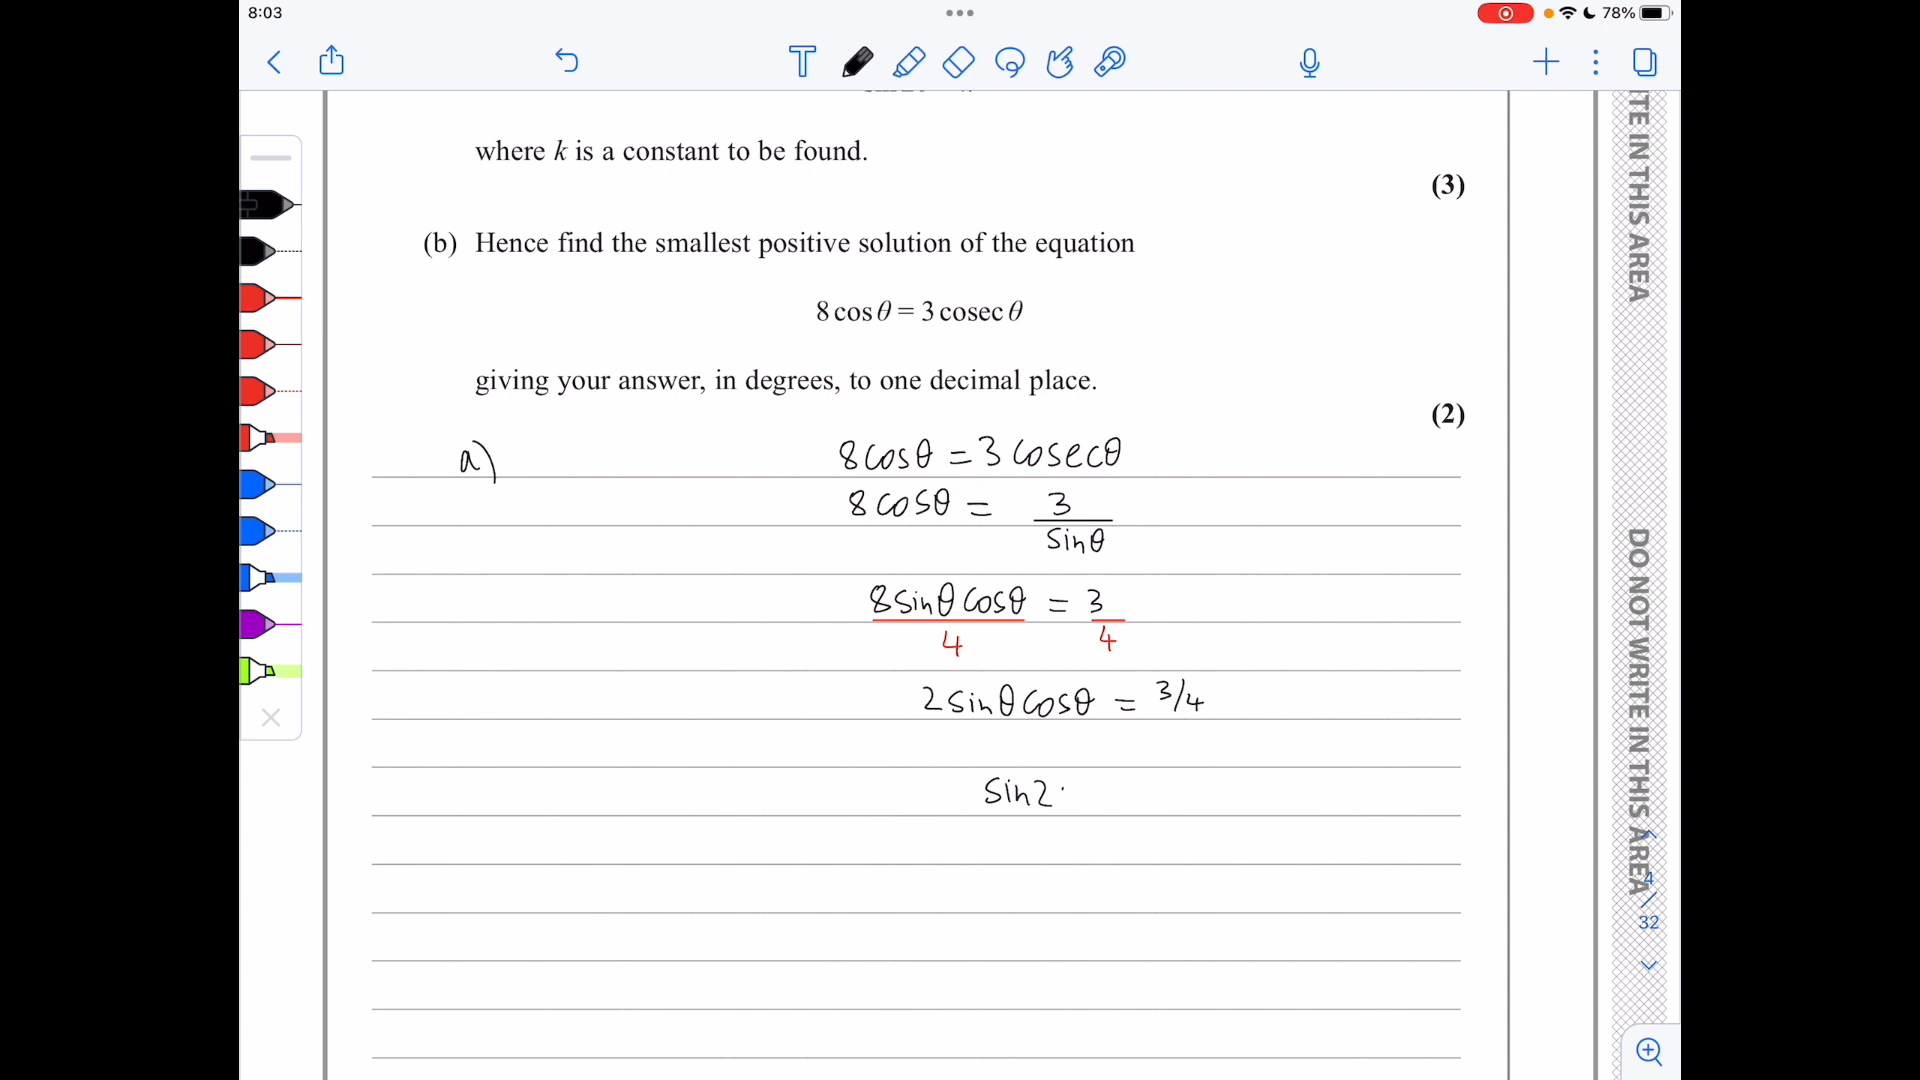 8:03
78%
where k is a constant to be found.
(3)
(b) Hence find the smallest positive solution of the equation
8 cos θ = 3 cosec θ
giving your answer, in degrees, to one decimal place.
(2)
a)
8cosθ = 3 cosecθ
8cosθ = 3/sinθ
8sinθcosθ/4 = 3/4
2sinθcosθ = 3/4
sin2
TE IN THIS AREA
DO NOT WRITE IN THIS AREA
4
/
32